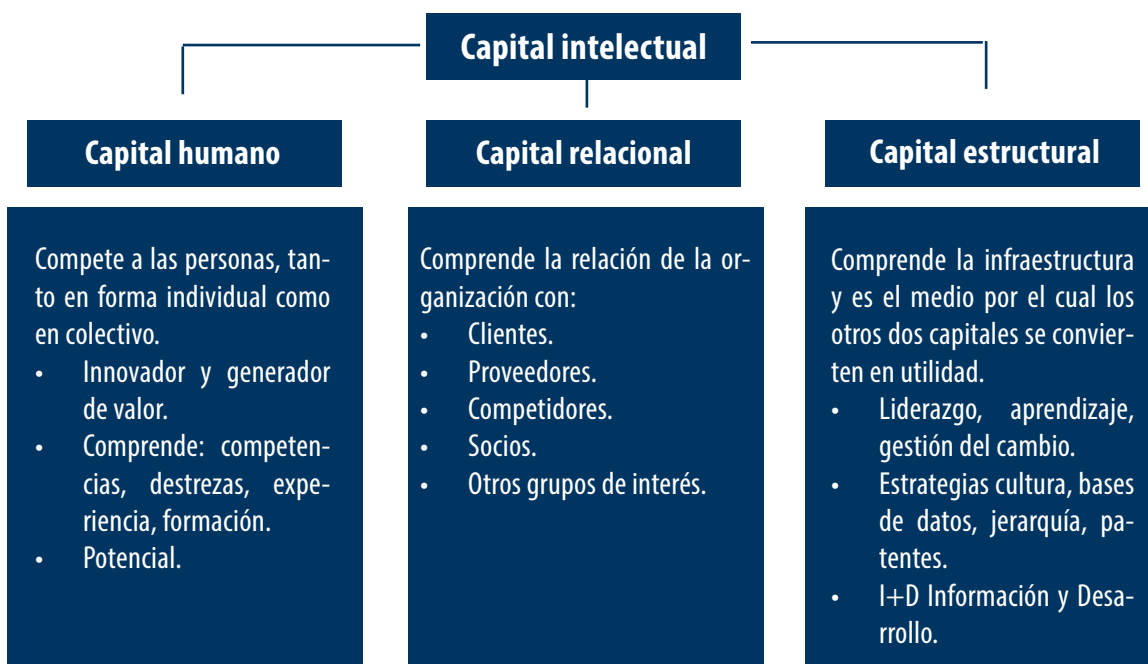 Capital intelectual
Capital humano
Capital relacional
Capital estructural
Compete a las personas, tan-
to en forma individual como
en colectivo.
• Innovador y generador
de valor.
• Comprende: competen-
cias, destrezas, expe-
riencia, formación.
• Potencial.
Comprende la relación de la or-
ganización con:
• Clientes.
• Proveedores.
• Competidores.
• Socios.
• Otros grupos de interés.
Comprende la infraestructura
y es el medio por el cual los
otros dos capitales se convier-
ten en utilidad.
• Liderazgo, aprendizaje,
gestión del cambio.
• Estrategias cultura, bases
de datos, jerarquía, pa-
tentes.
• I+D Información y Desa-
rrollo.